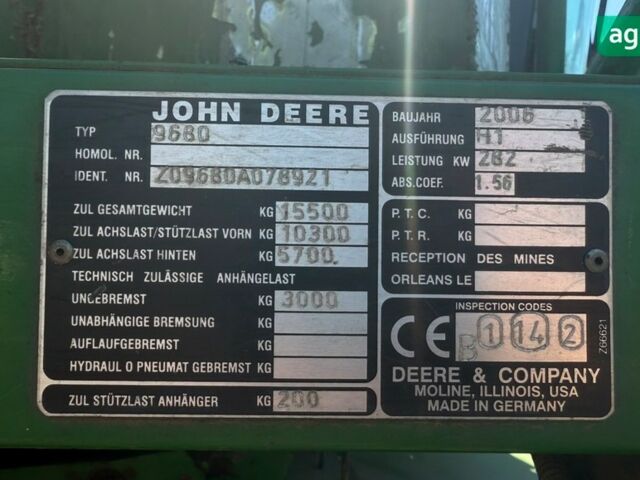 ag
JOHN DEERE
TYP 9680
HOMOL. NR.
IDENT. NR. Z09680A078921
ZUL GESAMTGEWICHT KG 15500
ZUL ACHSLAST/STÜTZLAST VORN KG 10300
ZUL ACHSLAST HINTEN KG 5700
TECHNISCH ZULÄSSIGE ANHÄNGELAST
UNGEBREMST KG 3000
UNABHÄNGIGE BREMSUNG KG
AUFLAUFGEBREMST KG
HYDRAUL O PNEUMAT GEBREMST KG
ZUL STÜTZLAST ANHÄNGER KG 200
BAUJAHR 2006
AUSFÜHRUNG H1
LEISTUNG KW 282
ABS.COEF. 1.56
P.T.C. KG
P.T.R. KG
RECEPTION DES MINES
ORLEANS LE
INSPECTION CODES
CE B 1 14 2
DEERE & COMPANY
MOLINE, ILLINOIS, USA
MADE IN GERMANY
Z66621